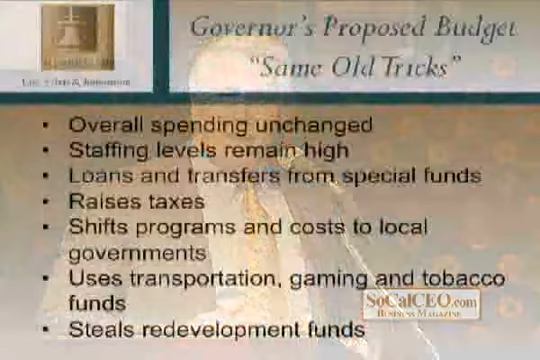 Governor's Proposed Budget
"Same Old Tricks"
• Overall spending unchanged
• Staffing levels remain high
• Loans and transfers from special funds
• Raises taxes
• Shifts programs and costs to local
governments
• Uses transportation, gaming and tobacco
funds
• Steals redevelopment funds
SoCalCEO.com
BUSINESS MAGAZINE